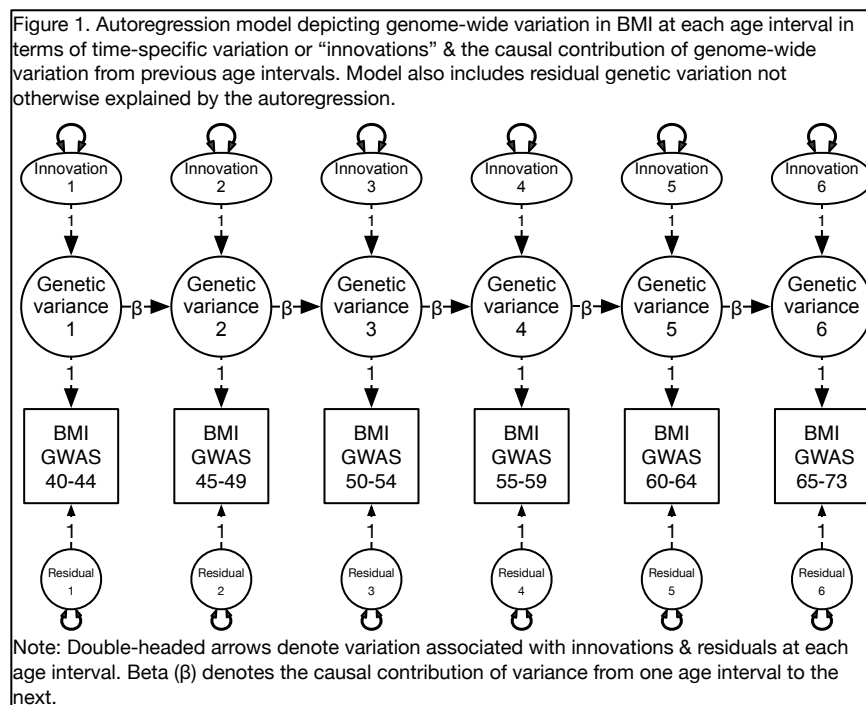 Figure 1. Autoregression model depicting genome-wide variation in BMI at each age interval in
terms of time-specific variation or “innovations” & the causal contribution of genome-wide
variation from previous age intervals. Model also includes residual genetic variation not
otherwise explained by the autoregression.
Innovation 1
Innovation 2
Innovation 3
Innovation 4
Innovation 5
Innovation 6
1 1 1 1 1 1
Genetic variance 1
β
Genetic variance 2
β
Genetic variance 3
β
Genetic variance 4
β
Genetic variance 5
β
Genetic variance 6
1 1 1 1 1 1
BMI GWAS 40-44
BMI GWAS 45-49
BMI GWAS 50-54
BMI GWAS 55-59
BMI GWAS 60-64
BMI GWAS 65-73
1 1 1 1 1 1
Residual 1
Residual 2
Residual 3
Residual 4
Residual 5
Residual 6
Note: Double-headed arrows denote variation associated with innovations & residuals at each
age interval. Beta (β) denotes the causal contribution of variance from one age interval to the
next.